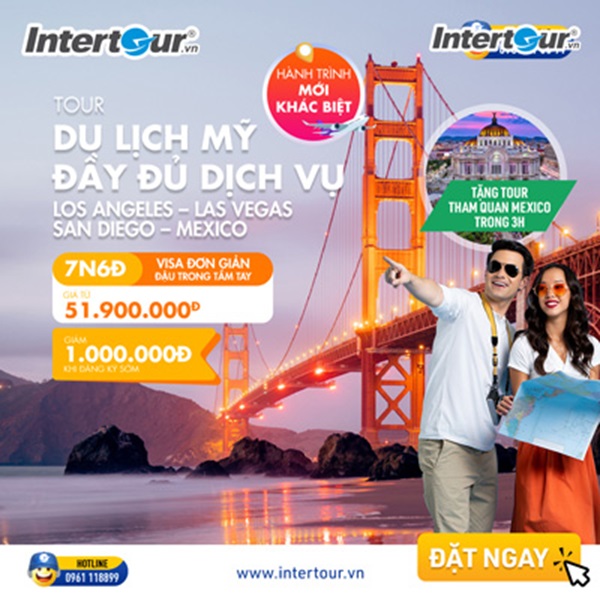 Intertour.vn
Intertour.vn
HÀNH TRÌNH
MỚI
KHÁC BIỆT
TOUR
DU LỊCH MỸ
ĐẦY ĐỦ DỊCH VỤ
LOS ANGELES – LAS VEGAS
SAN DIEGO – MEXICO
TẶNG TOUR
THAM QUAN MEXICO
TRONG 3H
7N6Đ
VISA ĐƠN GIẢN
ĐẬU TRONG TẦM TAY
GIÁ TỪ
51.900.000Đ
GIẢM
1.000.000Đ
KHI ĐĂNG KÝ SỚM
HOTLINE
0961 118899
www.intertour.vn
ĐẶT NGAY